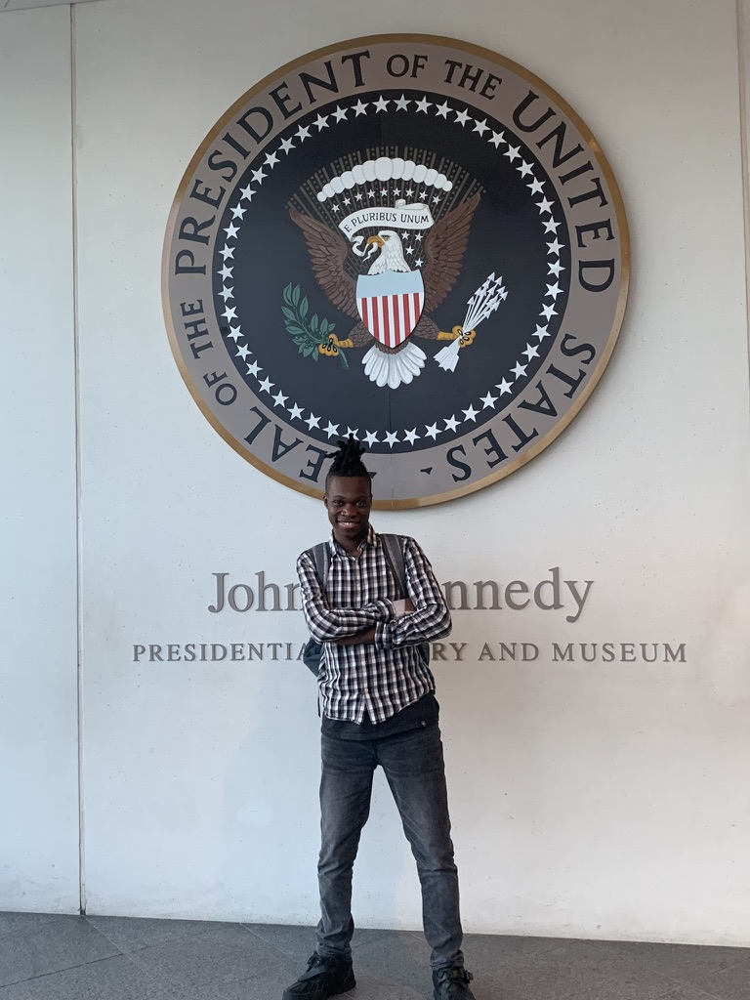 SEAL OF THE PRESIDENT OF THE UNITED STATES
E PLURIBUS UNUM
John nnedy
PRESIDENTIA RY AND MUSEUM